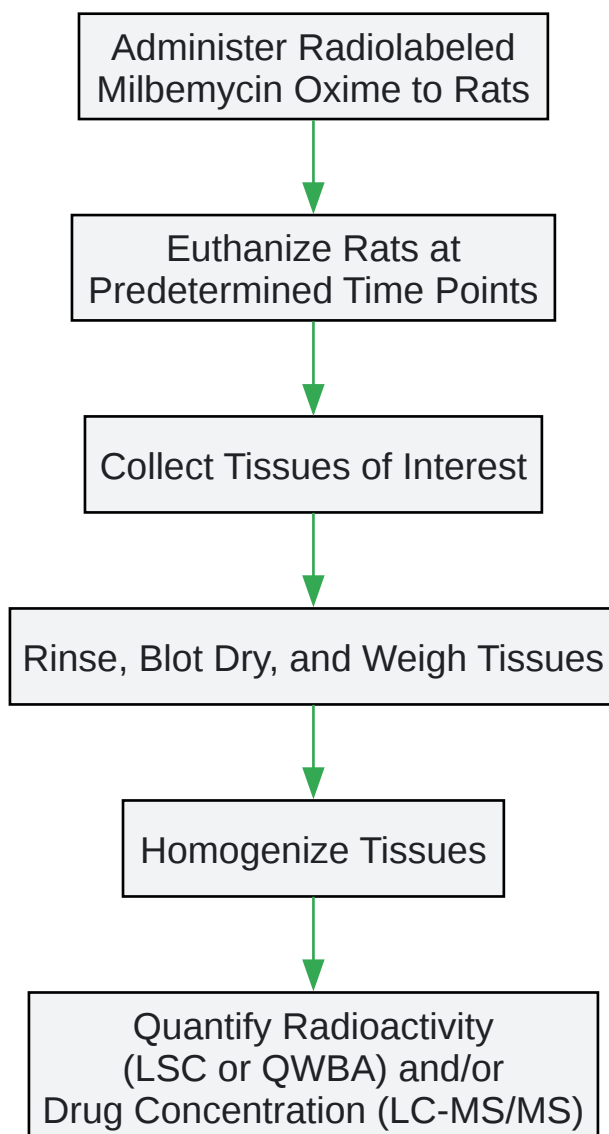 Administer Radiolabeled
Milbemycin Oxime to Rats
Euthanize Rats at
Predetermined Time Points
Collect Tissues of Interest
Rinse, Blot Dry, and Weigh Tissues
Homogenize Tissues
Quantify Radioactivity
(LSC or QWBA) and/or
Drug Concentration (LC-MS/MS)